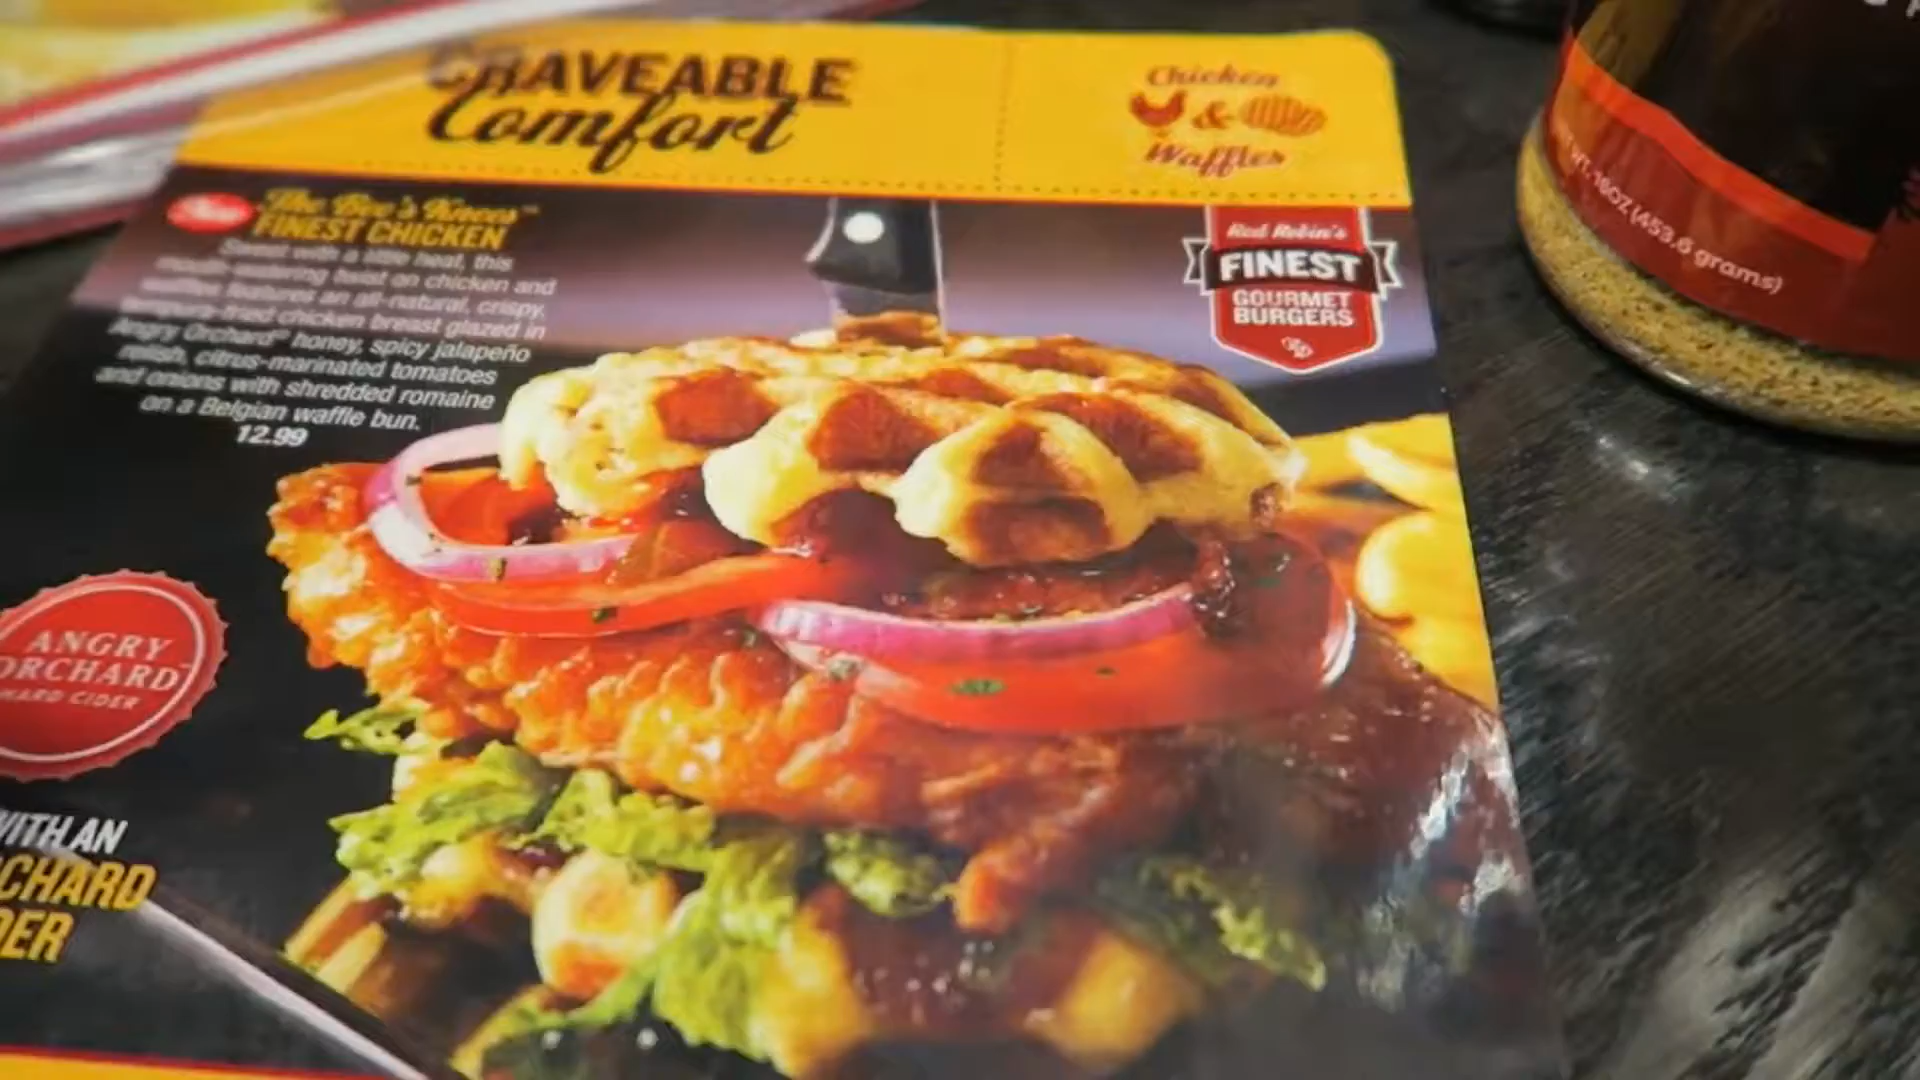 CRAVEABLE
Comfort
Chicken
&
Waffles
The Bee's Knees™
FINEST CHICKEN
Sweet with a little heat, this
mouth-watering twist on chicken and
waffles features an all-natural, crispy,
tempura-fried chicken breast glazed in
Angry Orchard® honey, spicy jalapeño
relish, citrus-marinated tomatoes
and onions with shredded romaine
on a Belgian waffle bun.
12.99
Red Robin's
FINEST
GOURMET
BURGERS
ANGRY
ORCHARD
HARD CIDER
WITH AN
CHARD
DER
WT. 16OZ (453.6 grams)